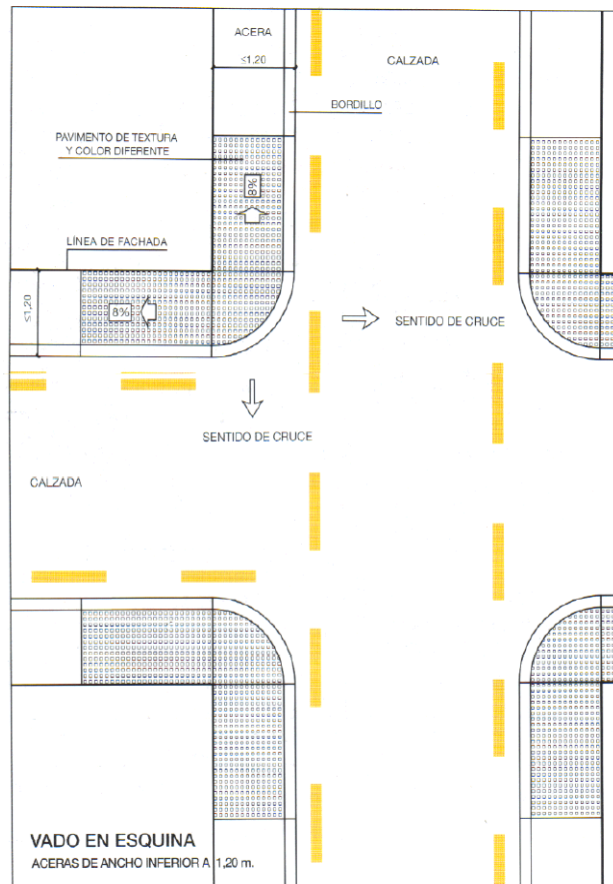 ACERA
≤1,20
CALZADA
BORDILLO
PAVIMENTO DE TEXTURA
Y COLOR DIFERENTE
8%
LÍNEA DE FACHADA
≤1,20
8%
SENTIDO DE CRUCE
SENTIDO DE CRUCE
CALZADA
VADO EN ESQUINA
ACERAS DE ANCHO INFERIOR A 1,20 m.